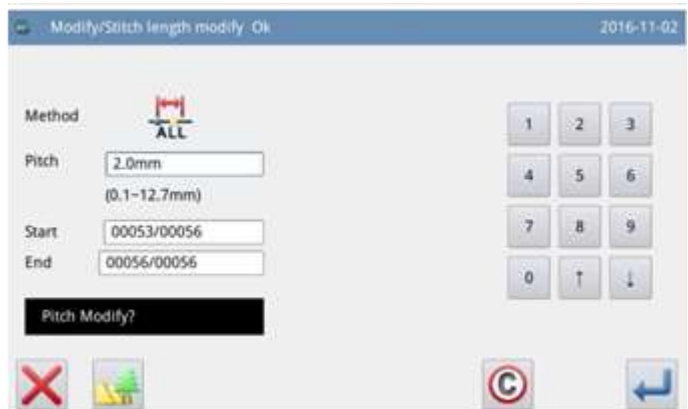 Modify/Stitch length modify Ok 2016-11-02
Method ALL
Pitch 2.0mm
(0.1~12.7mm)
Start 00053/00056
End 00056/00056
Pitch Modify?
1 2 3
4 5 6
7 8 9
0 ↑ ↓
C